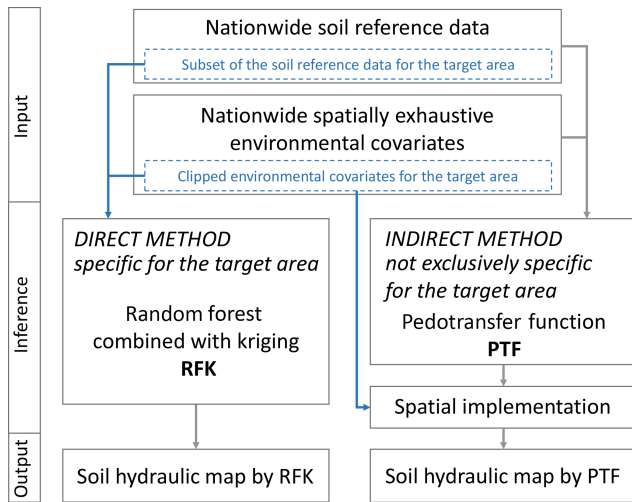 Input
Nationwide soil reference data
Subset of the soil reference data for the target area
Nationwide spatially exhaustive
environmental covariates
Clipped environmental covariates for the target area
Inference
DIRECT METHOD
specific for the target area
Random forest
combined with kriging
RFK
INDIRECT METHOD
not exclusively specific
for the target area
Pedotransfer function
PTF
Spatial implementation
Output
Soil hydraulic map by RFK
Soil hydraulic map by PTF